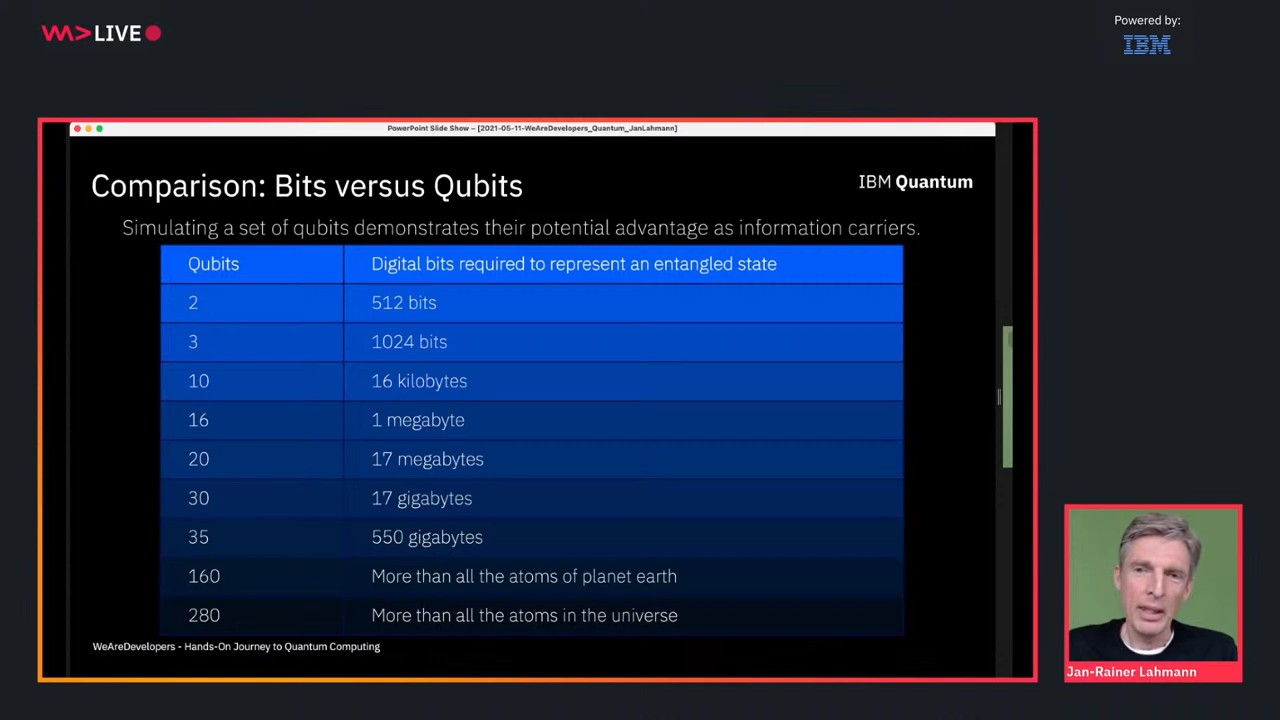 WA>LIVE
Powered by:
IBM
PowerPoint Slide Show – [2021-05-11-WeAreDevelopers_Quantum_JanLahmann]
Comparison: Bits versus Qubits
IBM Quantum
Simulating a set of qubits demonstrates their potential advantage as information carriers.
Qubits Digital bits required to represent an entangled state
2 512 bits
3 1024 bits
10 16 kilobytes
16 1 megabyte
20 17 megabytes
30 17 gigabytes
35 550 gigabytes
160 More than all the atoms of planet earth
280 More than all the atoms in the universe
WeAreDevelopers - Hands-On Journey to Quantum Computing
Jan-Rainer Lahmann